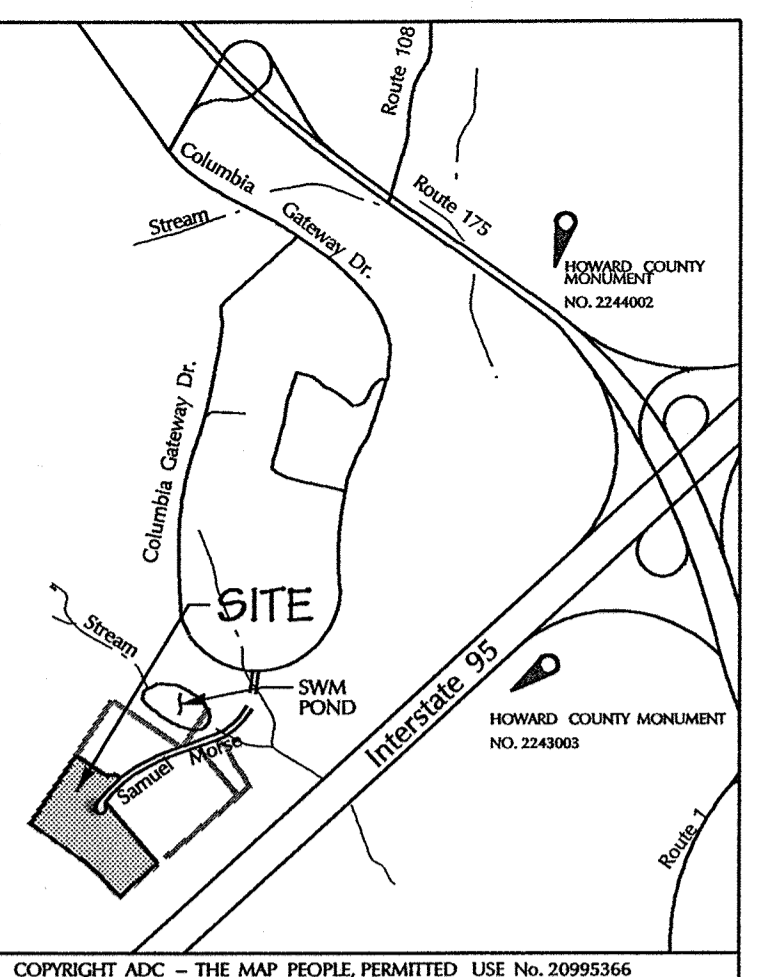 Route 108
Columbia
Gateway Dr.
Route 175
Stream
HOWARD COUNTY
MONUMENT
NO. 2244002
Columbia Gateway Dr.
SITE
Stream
SWM
POND
Interstate 95
HOWARD COUNTY MONUMENT
NO. 2243003
Samuel Morse
Route 1
COPYRIGHT ADC – THE MAP PEOPLE, PERMITTED USE No. 20995366